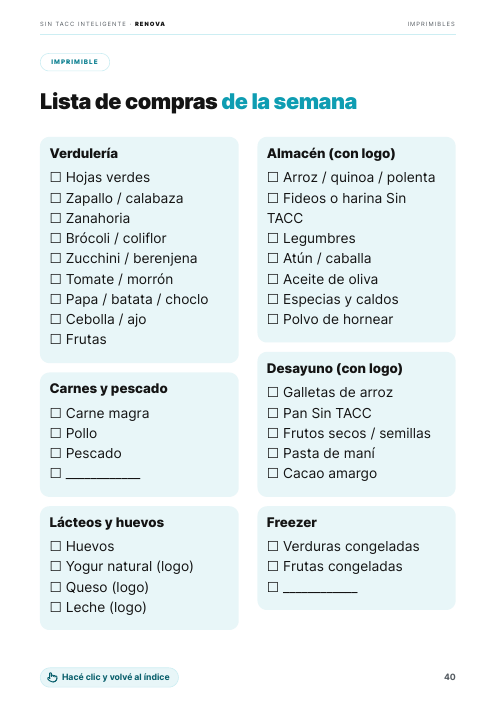 SIN TACC INTELIGENTE · RENOVA
IMPRIMIBLES
IMPRIMIBLE
Lista de compras de la semana
Verdulería
☐ Hojas verdes
☐ Zapallo / calabaza
☐ Zanahoria
☐ Brócoli / coliflor
☐ Zucchini / berenjena
☐ Tomate / morrón
☐ Papa / batata / choclo
☐ Cebolla / ajo
☐ Frutas
Carnes y pescado
☐ Carne magra
☐ Pollo
☐ Pescado
☐ ____________
Lácteos y huevos
☐ Huevos
☐ Yogur natural (logo)
☐ Queso (logo)
☐ Leche (logo)
Almacén (con logo)
☐ Arroz / quinoa / polenta
☐ Fideos o harina Sin
TACC
☐ Legumbres
☐ Atún / caballa
☐ Aceite de oliva
☐ Especias y caldos
☐ Polvo de hornear
Desayuno (con logo)
☐ Galletas de arroz
☐ Pan Sin TACC
☐ Frutos secos / semillas
☐ Pasta de maní
☐ Cacao amargo
Freezer
☐ Verduras congeladas
☐ Frutas congeladas
☐ ____________
Hacé clic y volvé al índice
40